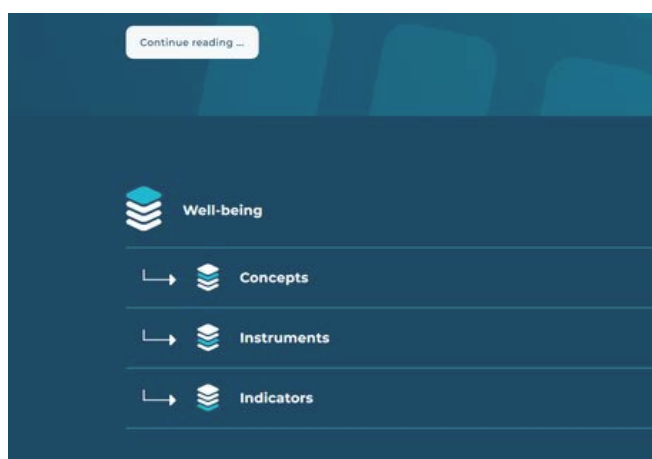 Continue reading ...
Well-being
Concepts
Instruments
Indicators